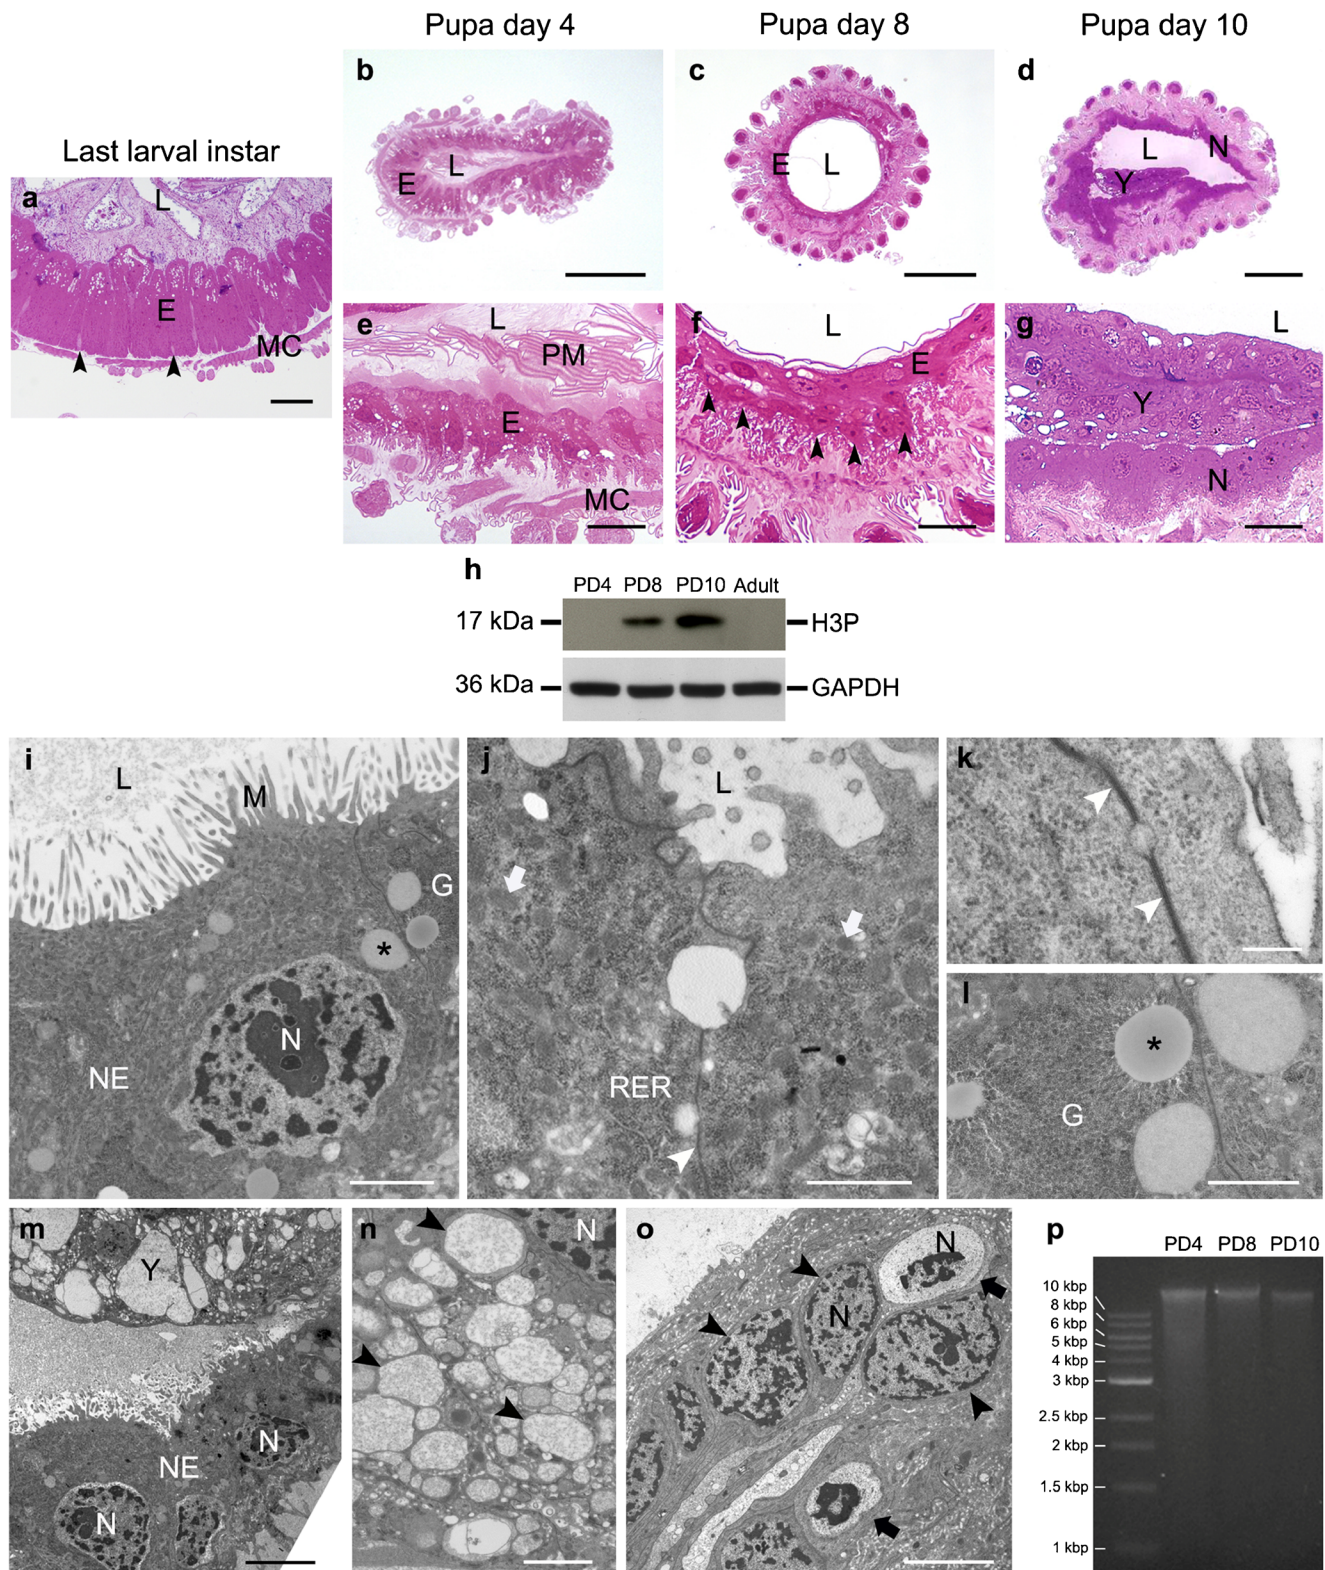 Pupa day 4
Pupa day 8
Pupa day 10
Last larval instar
a
L
E
MC
b
L
E
c
E
L
d
L
N
Y
e
L
PM
E
MC
f
L
E
g
L
Y
N
h
PD4 PD8 PD10 Adult
17 kDa
H3P
36 kDa
GAPDH
i
L
M
G
*
N
NE
j
L
RER
k
l
*
G
m
Y
N
NE
N
n
N
o
N
N
p
PD4 PD8 PD10
10 kbp
8 kbp
6 kbp
5 kbp
4 kbp
3 kbp
2.5 kbp
2 kbp
1.5 kbp
1 kbp